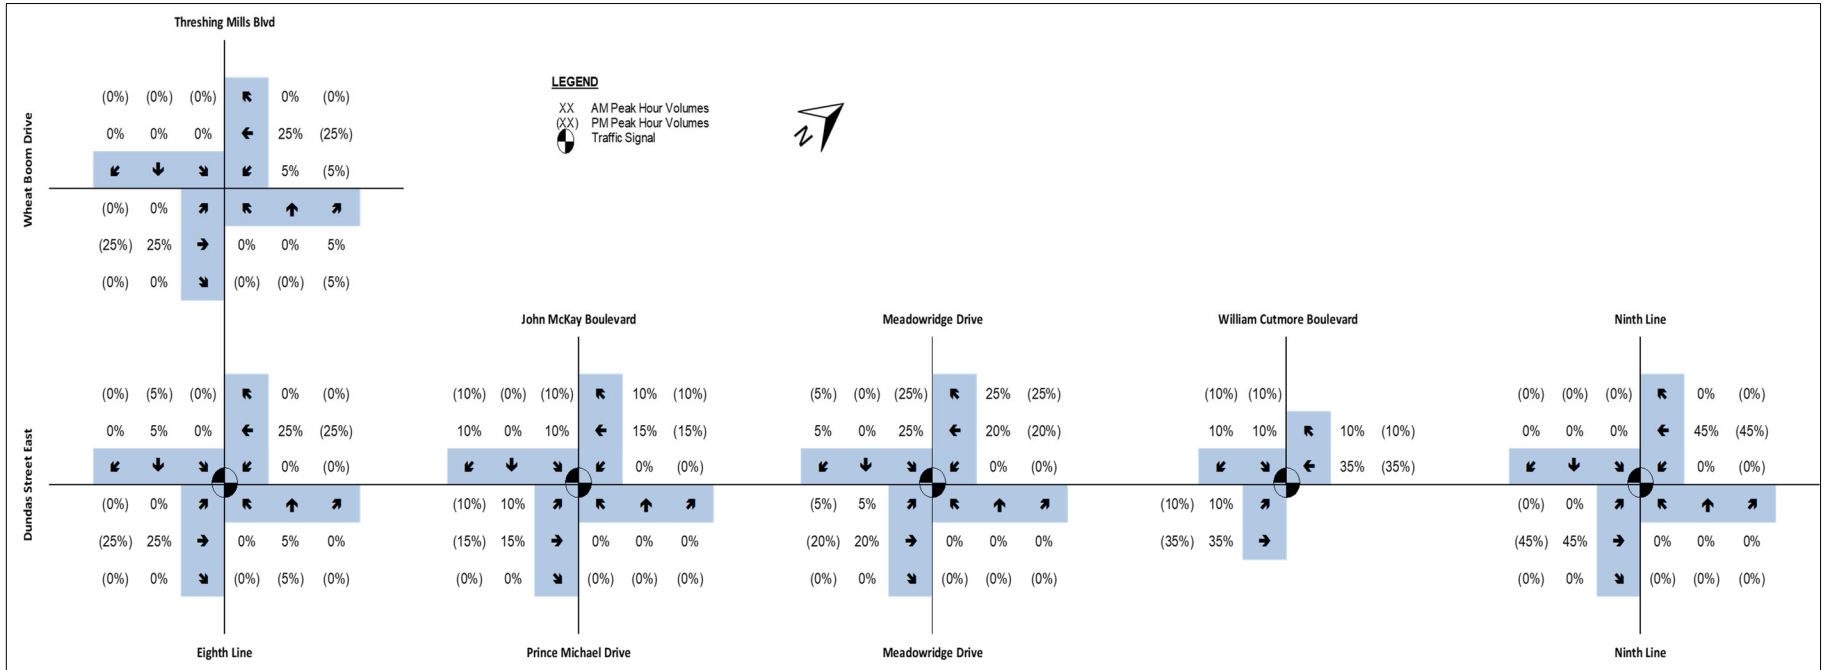 Threshing Mills Blvd
Wheat Boom Drive
(0%) (0%) (0%) 0% (0%)
0% 0% 0% 25% (25%)
5% (5%)
(0%) 0%
(25%) 25% 0% 0% 5%
(0%) 0% (0%) (0%) (5%)
LEGEND
XX AM Peak Hour Volumes
(XX) PM Peak Hour Volumes
Traffic Signal
N
Dundas Street East
(0%) (5%) (0%) 0% (0%)
0% 5% 0% 25% (25%)
0% (0%)
(0%) 0%
(25%) 25% 0% 5% 0%
(0%) 0% (0%) (5%) (0%)
Eighth Line
John McKay Boulevard
(10%) (0%) (10%) 10% (10%)
10% 0% 10% 15% (15%)
0% (0%)
(10%) 10%
(15%) 15% 0% 0% 0%
(0%) 0% (0%) (0%) (0%)
Prince Michael Drive
Meadowridge Drive
(5%) (0%) (25%) 25% (25%)
5% 0% 25% 20% (20%)
0% (0%)
(5%) 5%
(20%) 20% 0% 0% 0%
(0%) 0% (0%) (0%) (0%)
Meadowridge Drive
William Cutmore Boulevard
(10%) (10%)
10% 10% 10% (10%)
35% (35%)
(10%) 10%
(35%) 35%
Ninth Line
(0%) (0%) (0%) 0% (0%)
0% 0% 0% 45% (45%)
0% (0%)
(0%) 0%
(45%) 45% 0% 0% 0%
(0%) 0% (0%) (0%) (0%)
Ninth Line